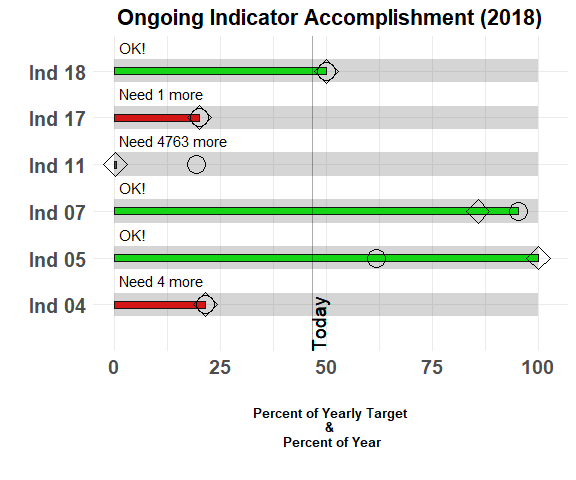 Ongoing Indicator Accomplishment (2018)
OK!
Ind 18
Need 1 more
Ind 17
Need 4763 more
Ind 11
OK!
Ind 07
OK!
Ind 05
Need 4 more
Ind 04
Today
0 25 50 75 100
Percent of Yearly Target
&
Percent of Year